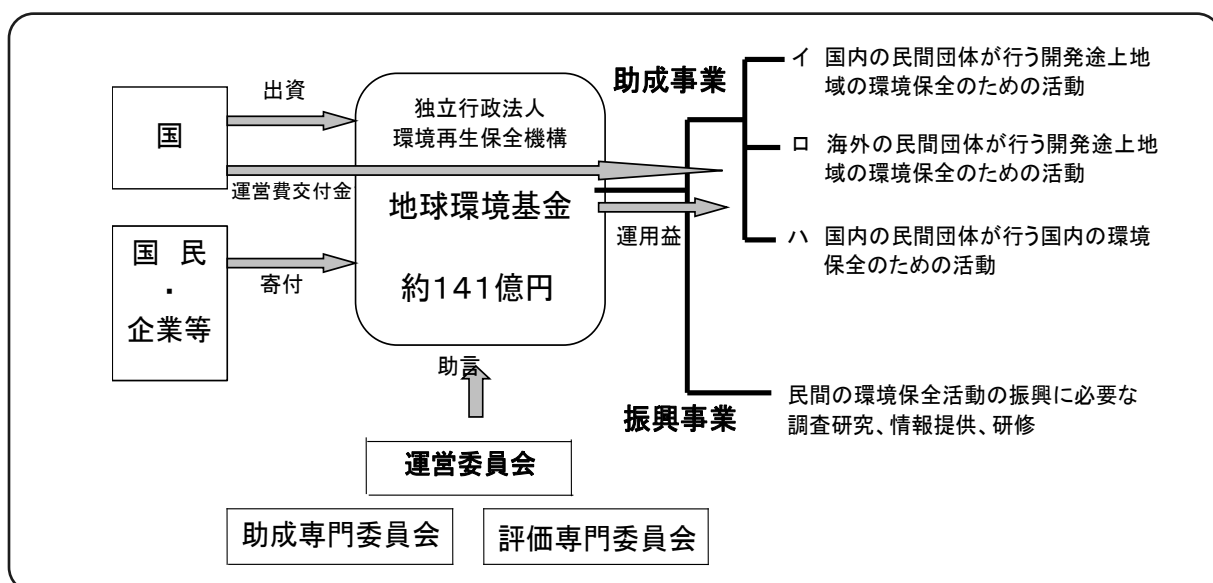 国
出資
運営費交付金
国 民
・
企業等
寄付
独立行政法人
環境再生保全機構
地球環境基金
約141億円
運用益
助言
運営委員会
助成専門委員会
評価専門委員会
助成事業
イ 国内の民間団体が行う開発途上地
域の環境保全のための活動
ロ 海外の民間団体が行う開発途上地
域の環境保全のための活動
ハ 国内の民間団体が行う国内の環境
保全のための活動
振興事業
民間の環境保全活動の振興に必要な
調査研究、情報提供、研修